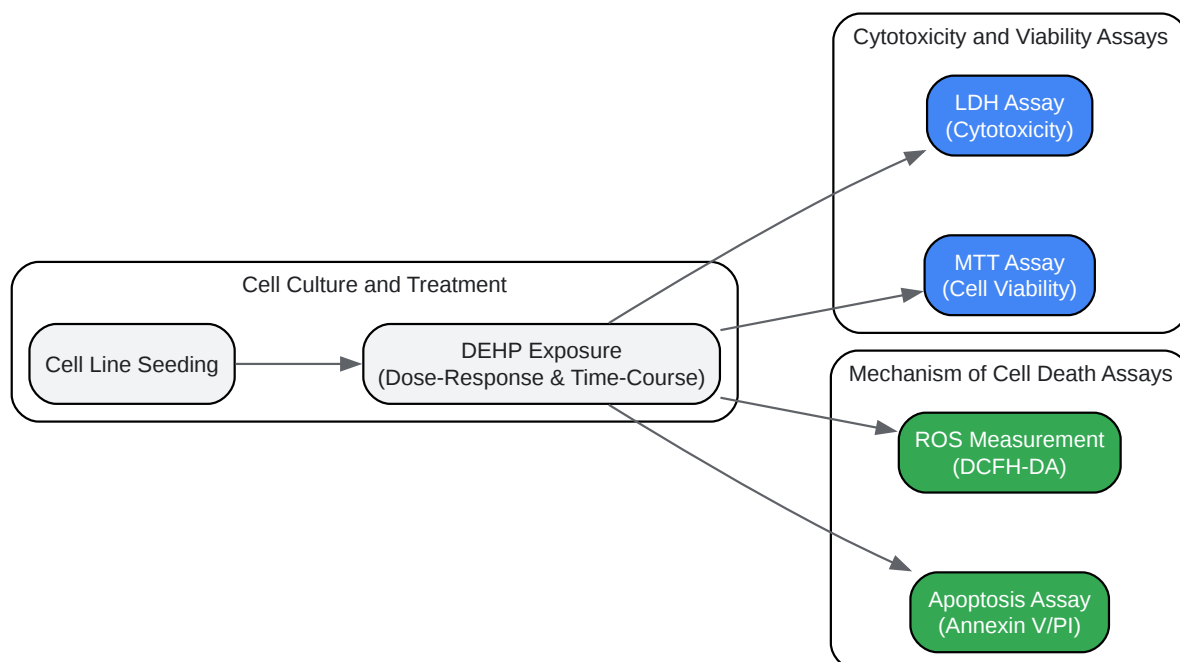 Cytotoxicity and Viability Assays
LDH Assay
(Cytotoxicity)
MTT Assay
(Cell Viability)
Cell Culture and Treatment
Cell Line Seeding
DEHP Exposure
(Dose-Response & Time-Course)
Mechanism of Cell Death Assays
ROS Measurement
(DCFH-DA)
Apoptosis Assay
(Annexin V/PI)